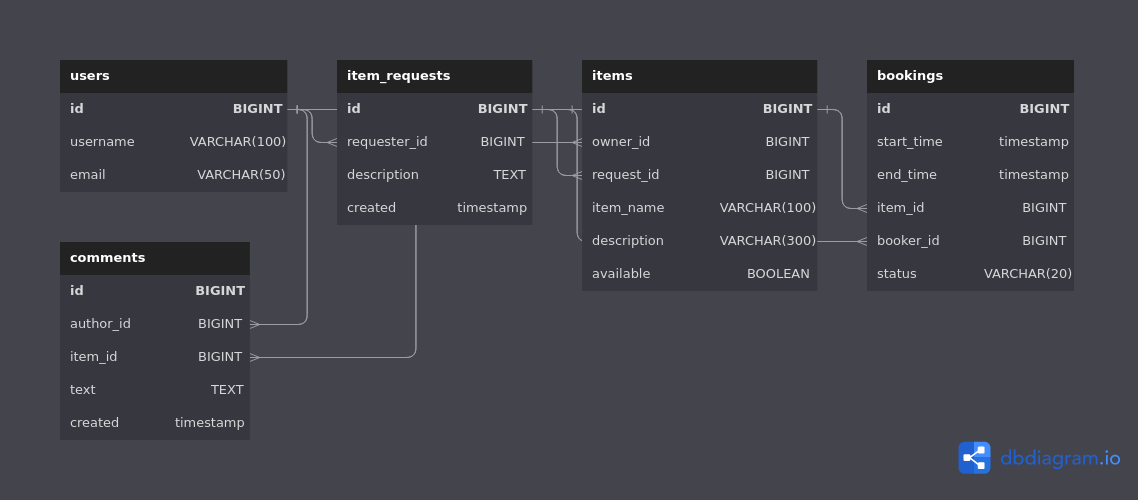 users
id BIGINT
username VARCHAR(100)
email VARCHAR(50)
item_requests
id BIGINT
requester_id BIGINT
description TEXT
created timestamp
items
id BIGINT
owner_id BIGINT
request_id BIGINT
item_name VARCHAR(100)
description VARCHAR(300)
available BOOLEAN
bookings
id BIGINT
start_time timestamp
end_time timestamp
item_id BIGINT
booker_id BIGINT
status VARCHAR(20)
comments
id BIGINT
author_id BIGINT
item_id BIGINT
text TEXT
created timestamp
dbdiagram.io